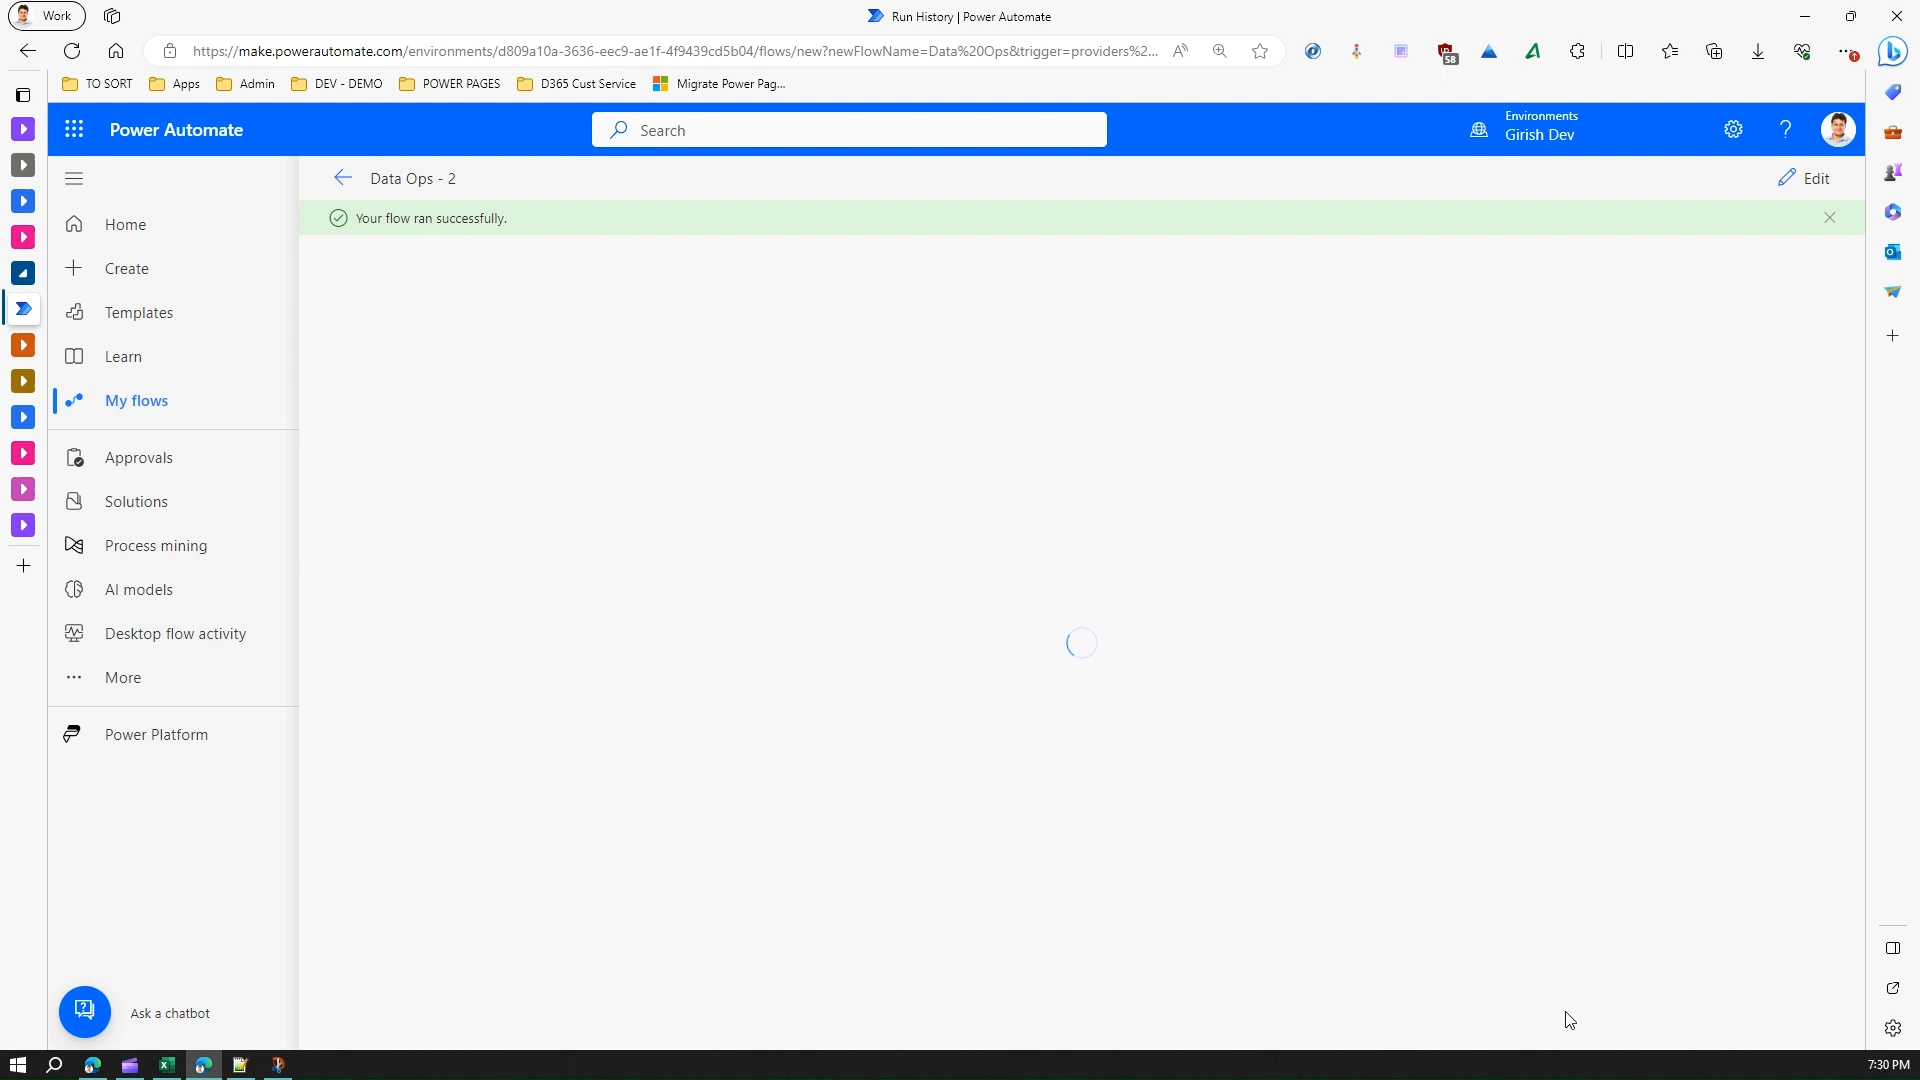 Work
Run History | Power Automate
https://make.powerautomate.com/environments/d809a10a-3636-eec9-ae1f-4f9439cd5b04/flows/new?newFlowName=Data%20Ops&trigger=providers%2...
58
TO SORT
Apps
Admin
DEV - DEMO
POWER PAGES
D365 Cust Service
Migrate Power Pag...
Power Automate
Search
Environments
Girish Dev
Data Ops - 2
Edit
Your flow ran successfully.
Home
Create
Templates
Learn
My flows
Approvals
Solutions
Process mining
AI models
Desktop flow activity
More
Power Platform
Ask a chatbot
7:30 PM